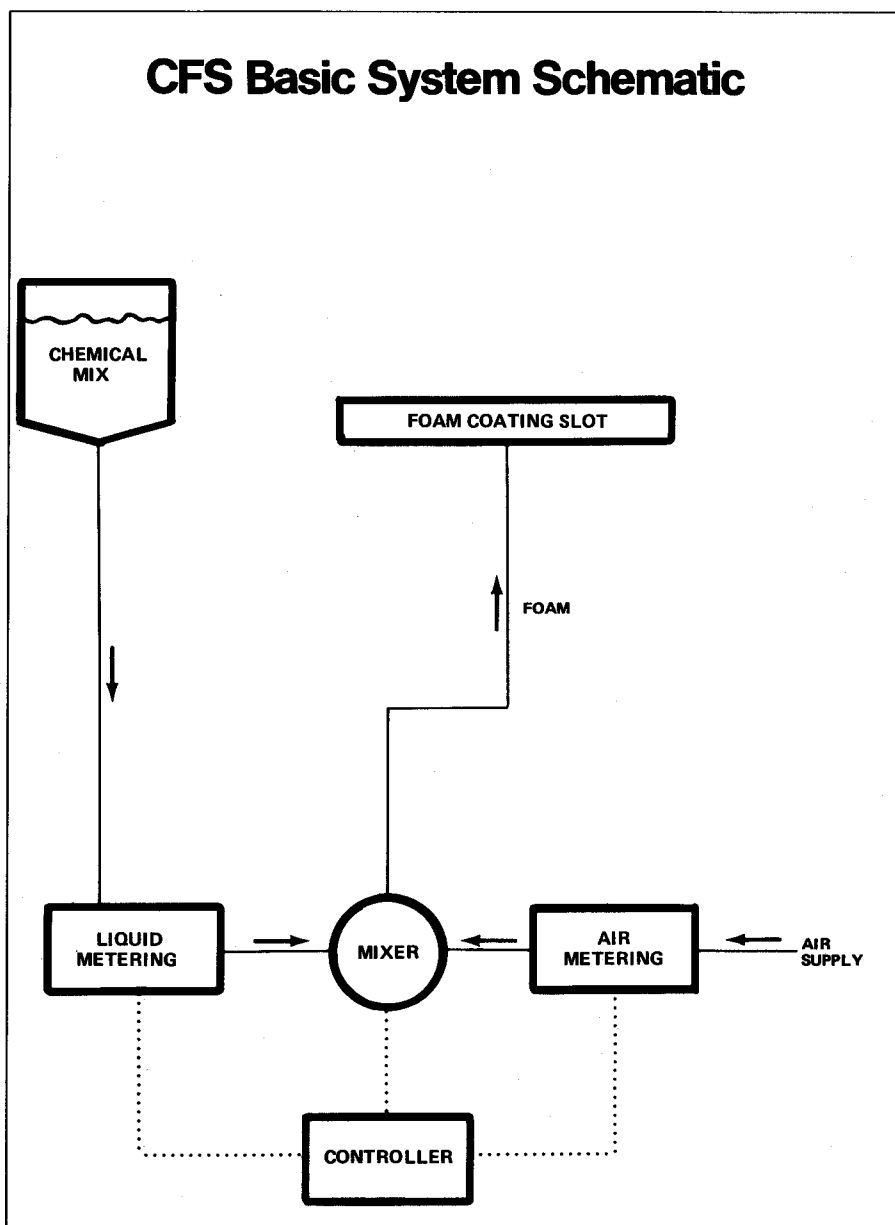 CFS Basic System Schematic
CHEMICAL
MIX
FOAM COATING SLOT
FOAM
LIQUID
METERING
MIXER
AIR
METERING
AIR
SUPPLY
CONTROLLER